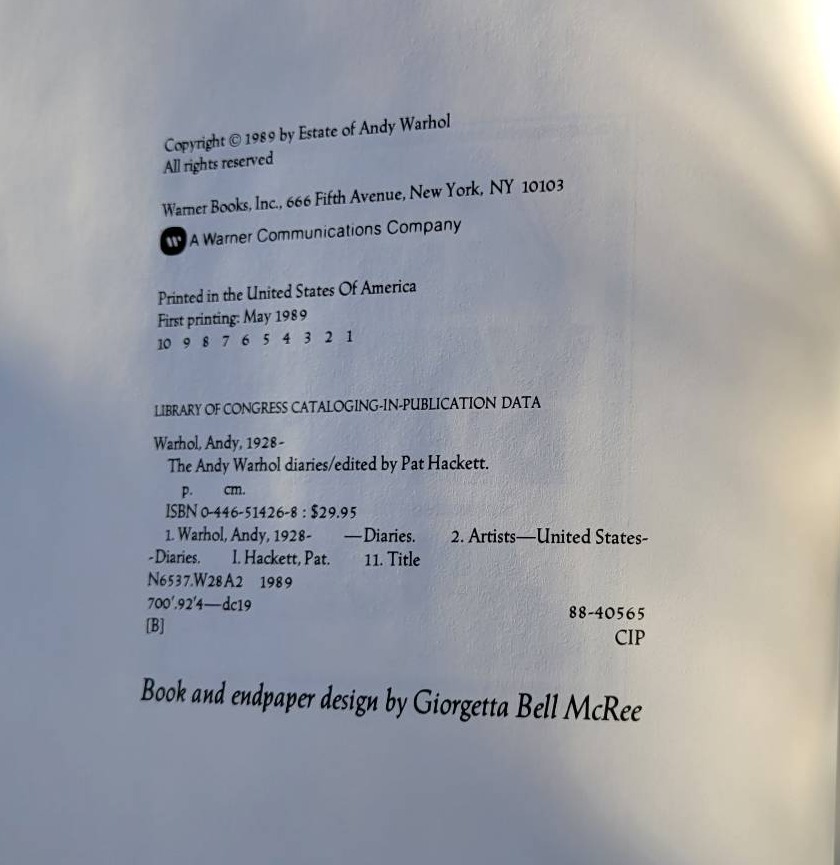 Copyright © 1989 by Estate of Andy Warhol
All rights reserved
Warner Books, Inc., 666 Fifth Avenue, New York, NY 10103
W A Warner Communications Company
Printed in the United States Of America
First printing: May 1989
10 9 8 7 6 5 4 3 2 1
LIBRARY OF CONGRESS CATALOGING-IN-PUBLICATION DATA
Warhol, Andy, 1928-
The Andy Warhol diaries/edited by Pat Hackett.
p. cm.
ISBN 0-446-51426-8 : $29.95
1. Warhol, Andy, 1928- —Diaries. 2. Artists—United States-
-Diaries. I. Hackett, Pat. 11. Title
N6537.W28A2 1989
700'.92'4—dc19 88-40565
[B] CIP
Book and endpaper design by Giorgetta Bell McRee